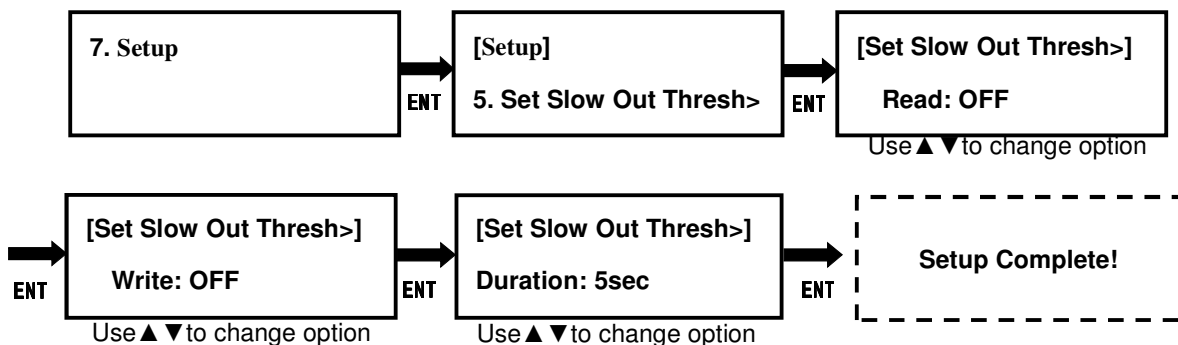 7. Setup
ENT
[Setup]
5. Set Slow Out Thresh>
ENT
[Set Slow Out Thresh>]
Read: OFF
Use▲▼to change option
ENT
[Set Slow Out Thresh>]
Write: OFF
Use▲▼to change option
ENT
[Set Slow Out Thresh>]
Duration: 5sec
Use▲▼to change option
ENT
Setup Complete!